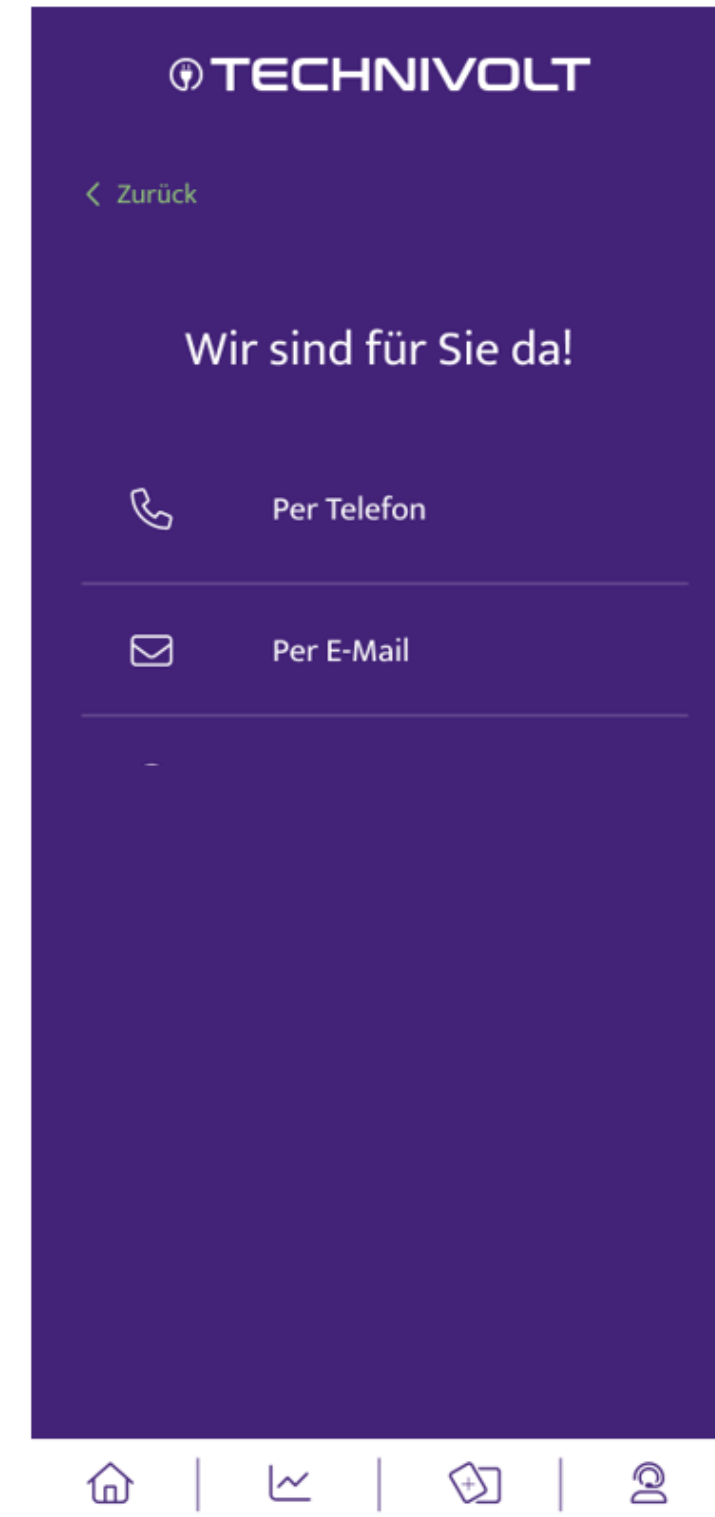 TECHNIVOLT
Zurück
Wir sind für Sie da!
Per Telefon
Per E-Mail